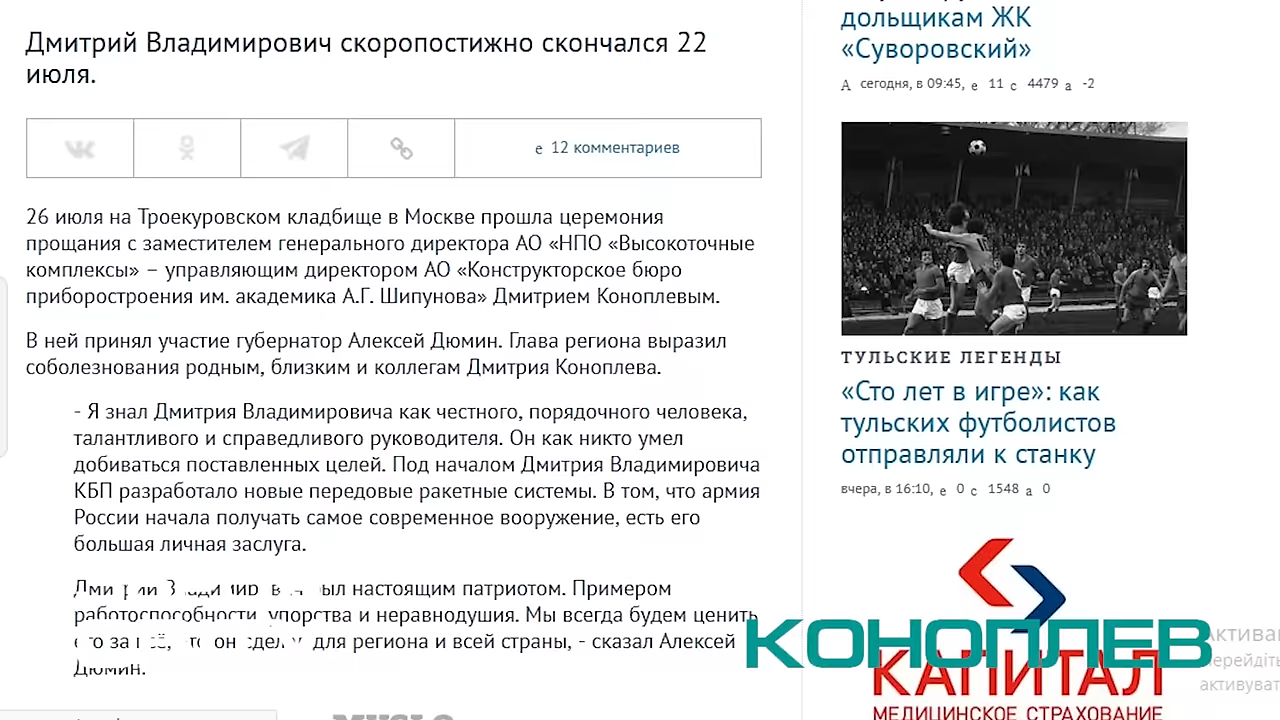 Дмитрий Владимирович скоропостижно скончался 22
июля.
12 комментариев
26 июля на Троекуровском кладбище в Москве прошла церемония
прощания с заместителем генерального директора АО «НПО «Высокоточные
комплексы» – управляющим директором АО «Конструкторское бюро
приборостроения им. академика А.Г. Шипунова» Дмитрием Коноплевым.
В ней принял участие губернатор Алексей Дюмин. Глава региона выразил
соболезнования родным, близким и коллегам Дмитрия Коноплева.
- Я знал Дмитрия Владимировича как честного, порядочного человека,
талантливого и справедливого руководителя. Он как никто умел
добиваться поставленных целей. Под началом Дмитрия Владимировича
КБП разработало новые передовые ракетные системы. В том, что армия
России начала получать самое современное вооружение, есть его
большая личная заслуга.
настоящим патриотом. Примером
работоспособности, упорства и неравнодушия. Мы всегда будем ценить
он для региона и всей страны, - сказал Алексей
Дюмин.
дольщикам ЖК
«Суворовский»
А сегодня, в 09:45, е 11 с 4479 а -2
ТУЛЬСКИЕ ЛЕГЕНДЫ
«Сто лет в игре»: как
тульских футболистов
отправляли к станку
вчера, в 16:10, е 0 с 1548 а 0
КОНОПЛЕВ
КАПИТАЛ
МЕДИЦИНСКОЕ СТРАХОВАНИЕ